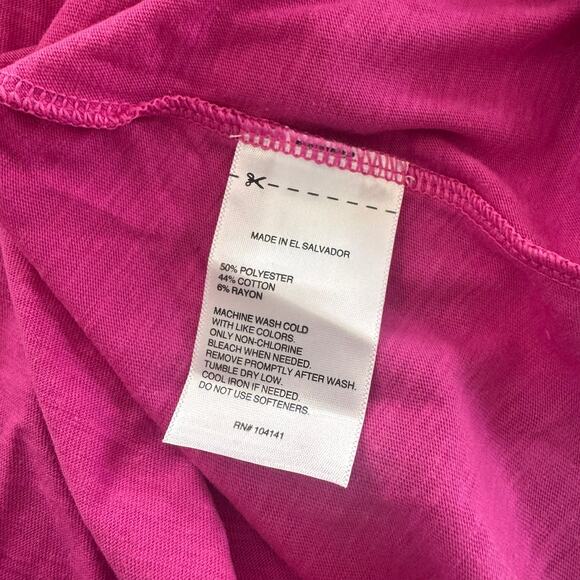 MADE IN EL SALVADOR
50% POLYESTER
44% COTTON
6% RAYON
MACHINE WASH COLD
WITH LIKE COLORS.
ONLY NON-CHLORINE
BLEACH WHEN NEEDED.
REMOVE PROMPTLY AFTER WASH.
TUMBLE DRY LOW.
COOL IRON IF NEEDED.
DO NOT USE SOFTENERS.
RN# 104141